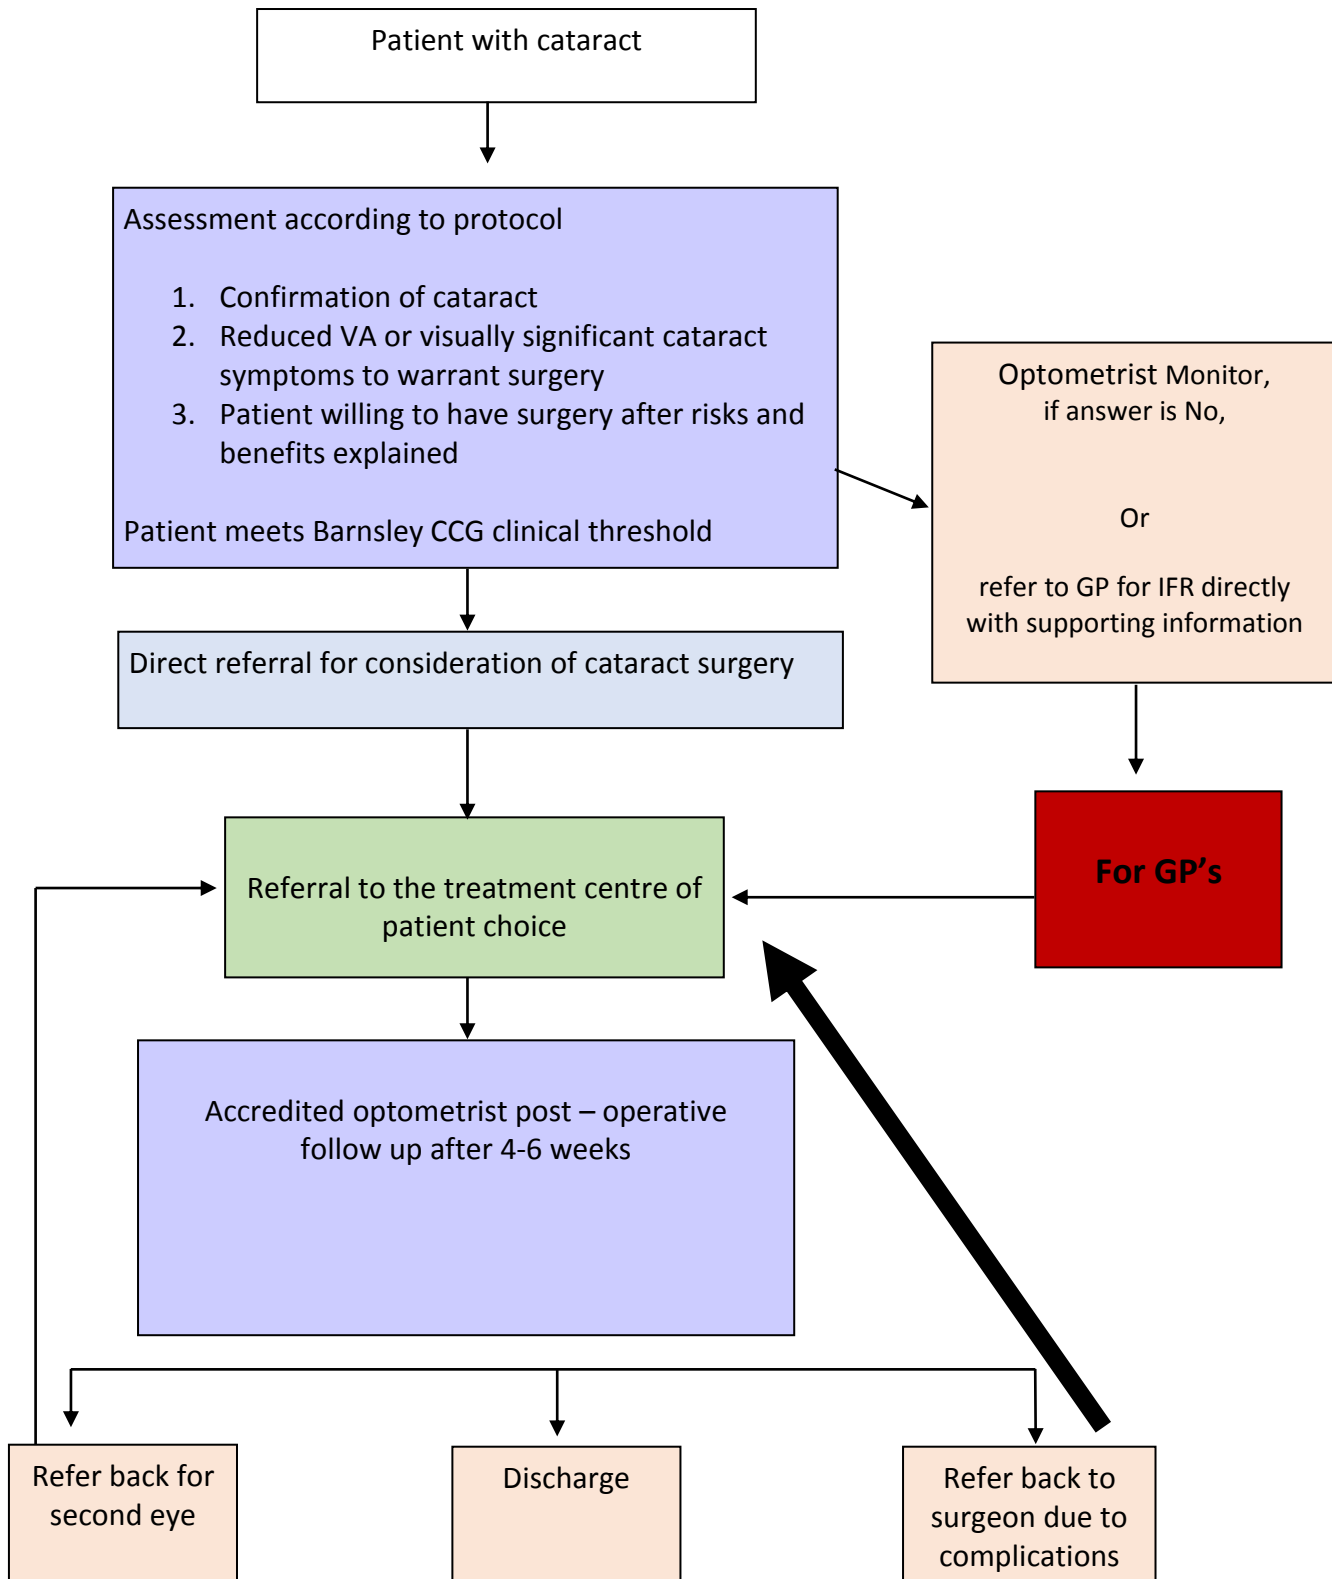 Patient with cataract
Assessment according to protocol
1. Confirmation of cataract
2. Reduced VA or visually significant cataract
symptoms to warrant surgery
3. Patient willing to have surgery after risks and
benefits explained
Patient meets Barnsley CCG clinical threshold
Optometrist Monitor,
if answer is No,
Or
refer to GP for IFR directly
with supporting information
Direct referral for consideration of cataract surgery
For GP’s
Referral to the treatment centre of
patient choice
Accredited optometrist post – operative
follow up after 4-6 weeks
Refer back for
second eye
Discharge
Refer back to
surgeon due to
complications